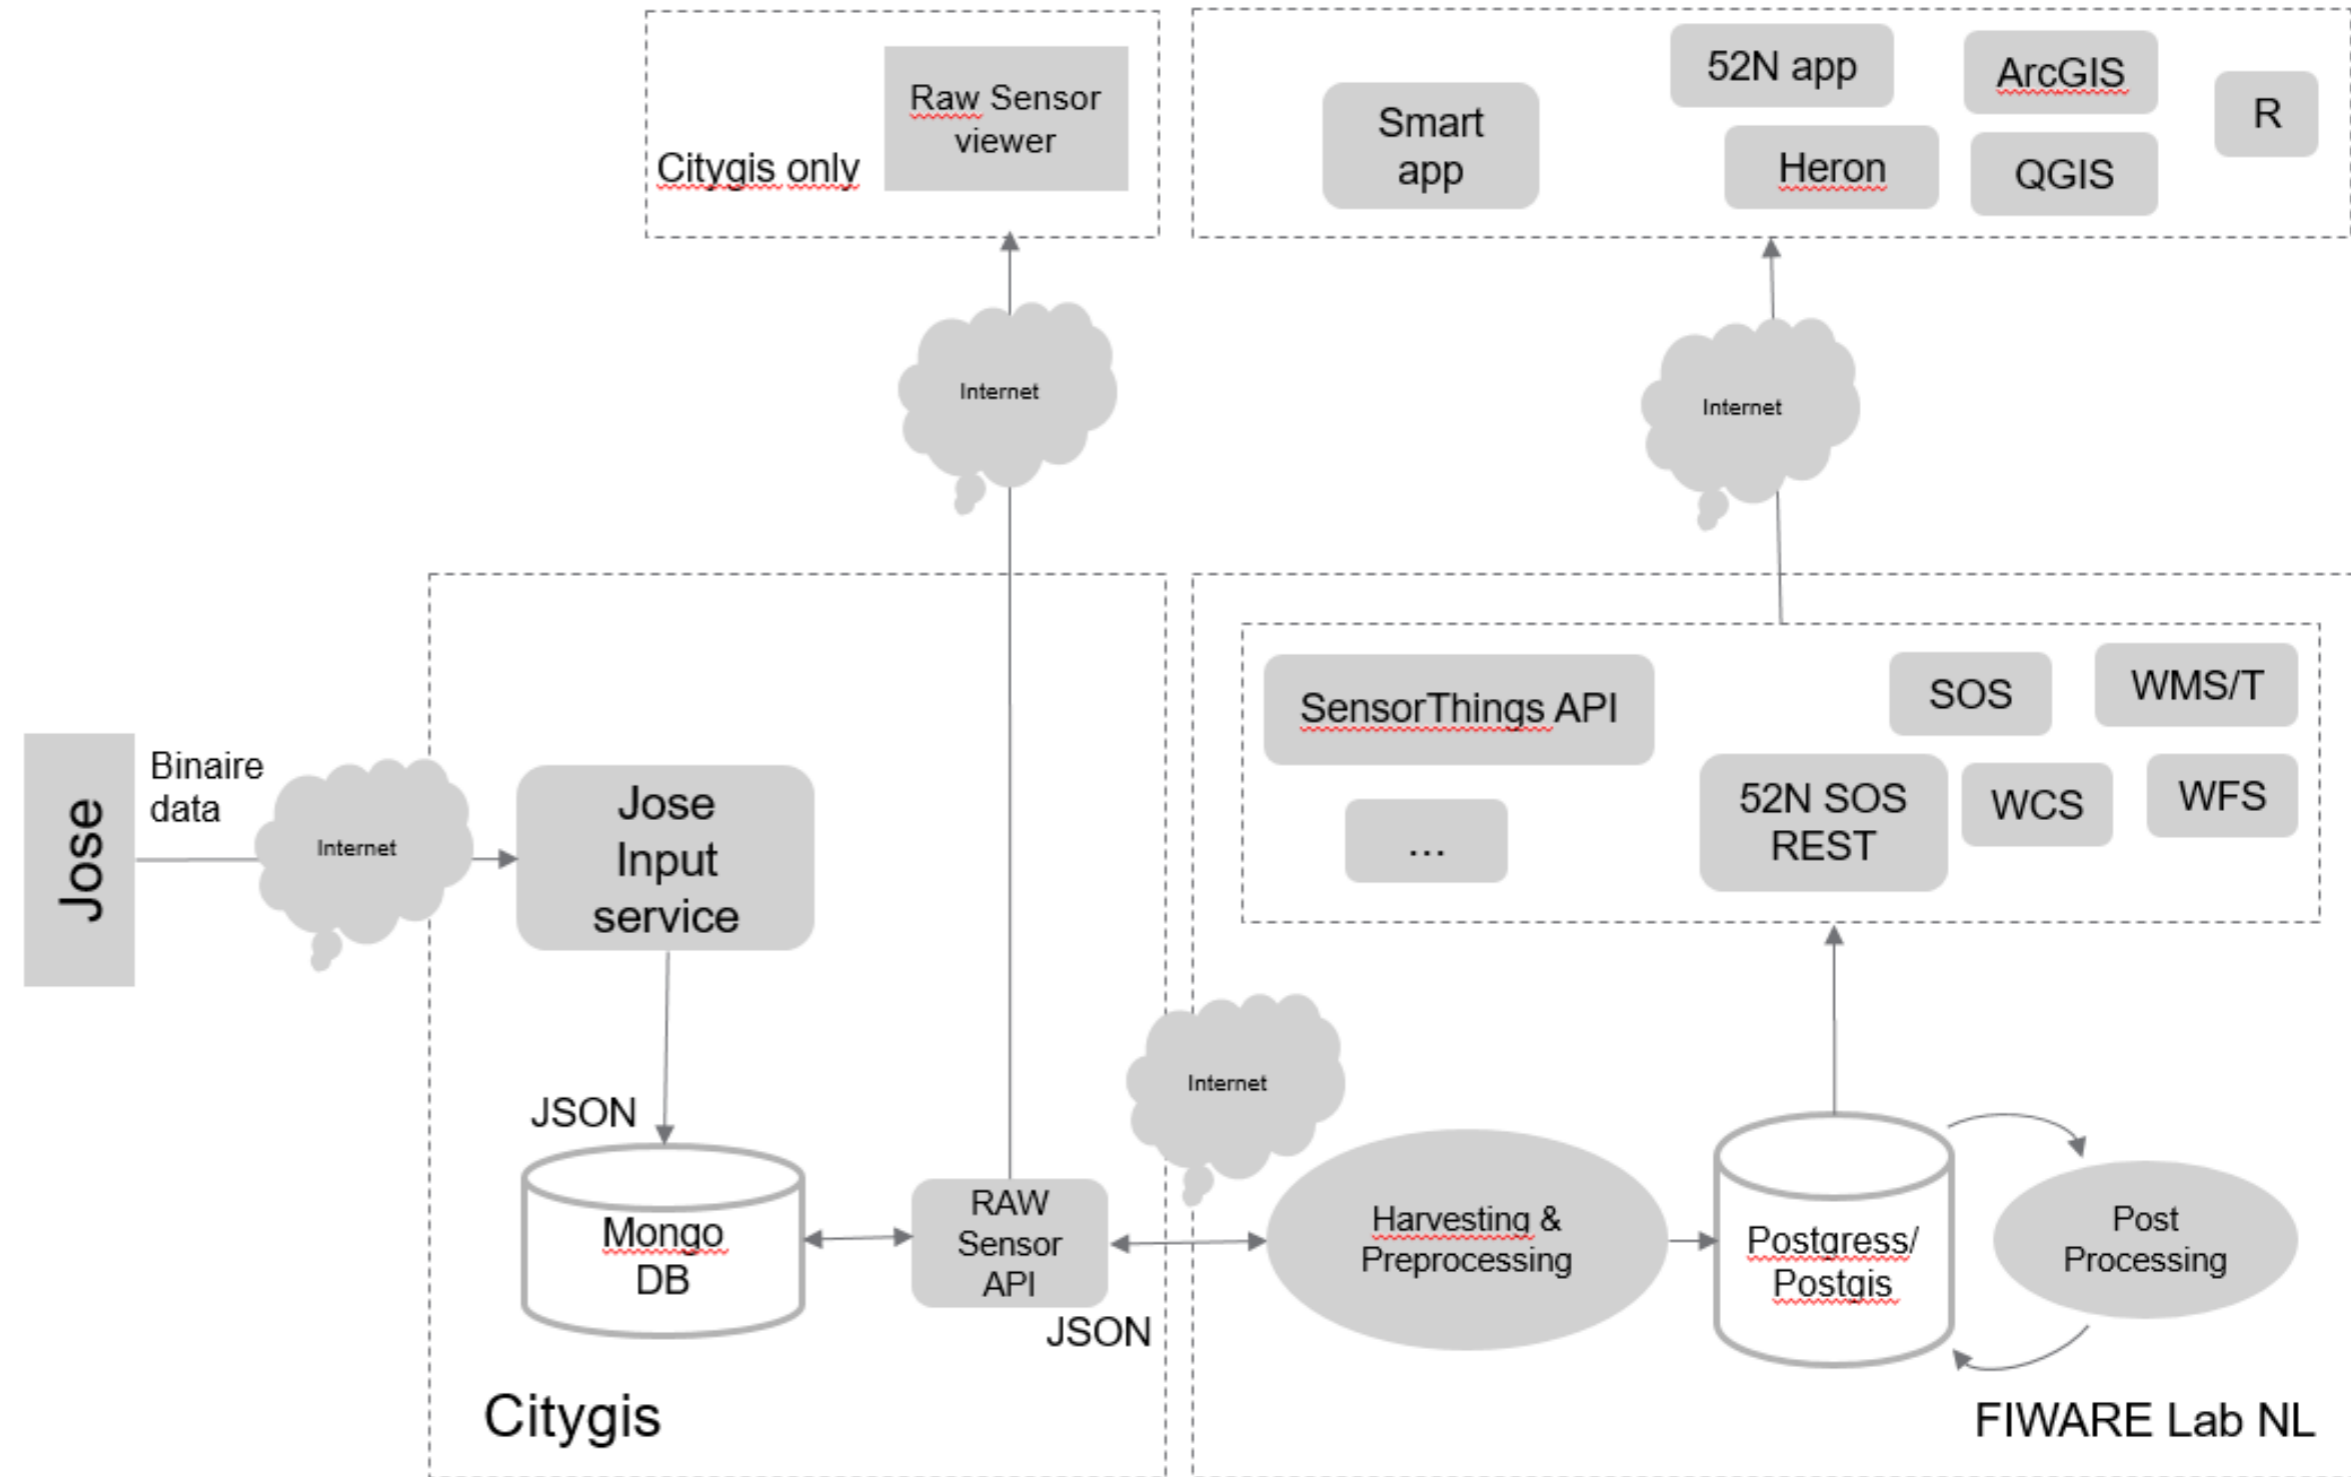 Raw Sensor
viewer
Citygis only
Smart
app
52N app
Heron
ArcGIS
QGIS
R
Internet
Internet
Jose
Binaire
data
Internet
Jose
Input
service
JSON
Mongo
DB
RAW
Sensor
API
JSON
Citygis
Internet
SensorThings API
...
SOS
WMS/T
52N SOS
REST
WCS
WFS
Harvesting &
Preprocessing
Postgress/
Postgis
Post
Processing
FIWARE Lab NL